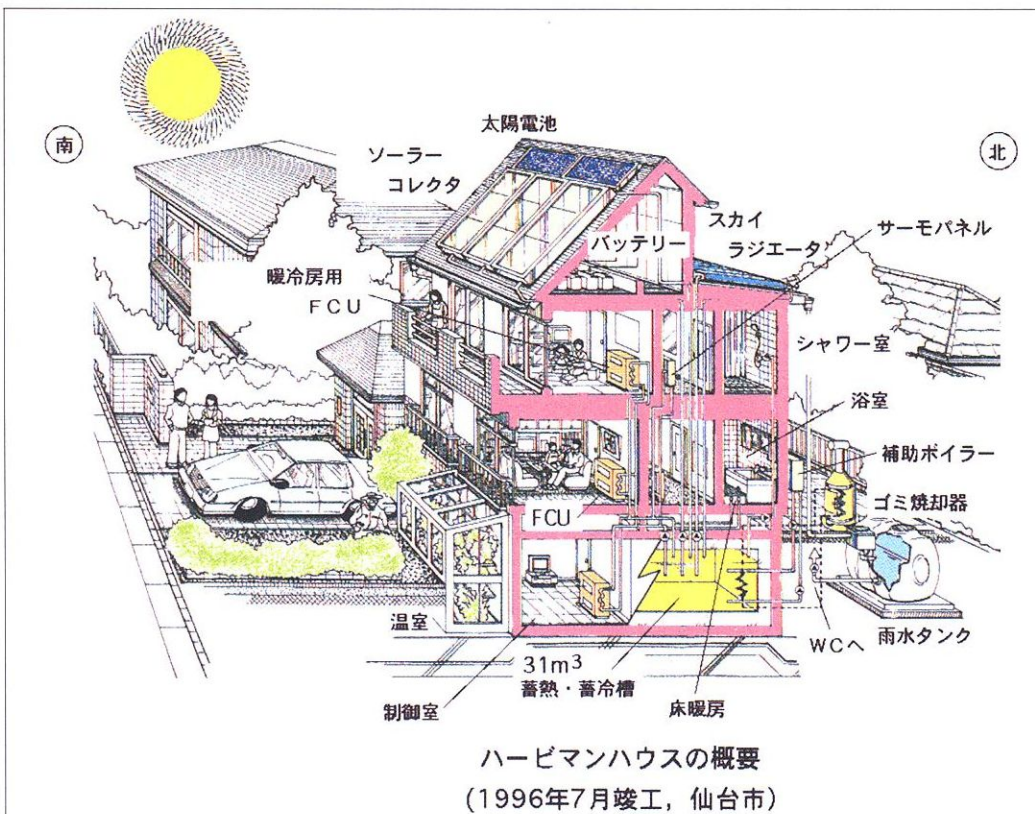 南
太陽電池
北
ソーラー
コレクタ
スカイ
ラジエータ
サーモパネル
バッテリー
暖冷房用
FCU
シャワー室
浴室
補助ボイラー
ゴミ焼却器
FCU
温室
WCへ
雨水タンク
31m³
蓄熱・蓄冷槽
制御室
床暖房
ハービマンハウスの概要
(1996年7月竣工,仙台市)